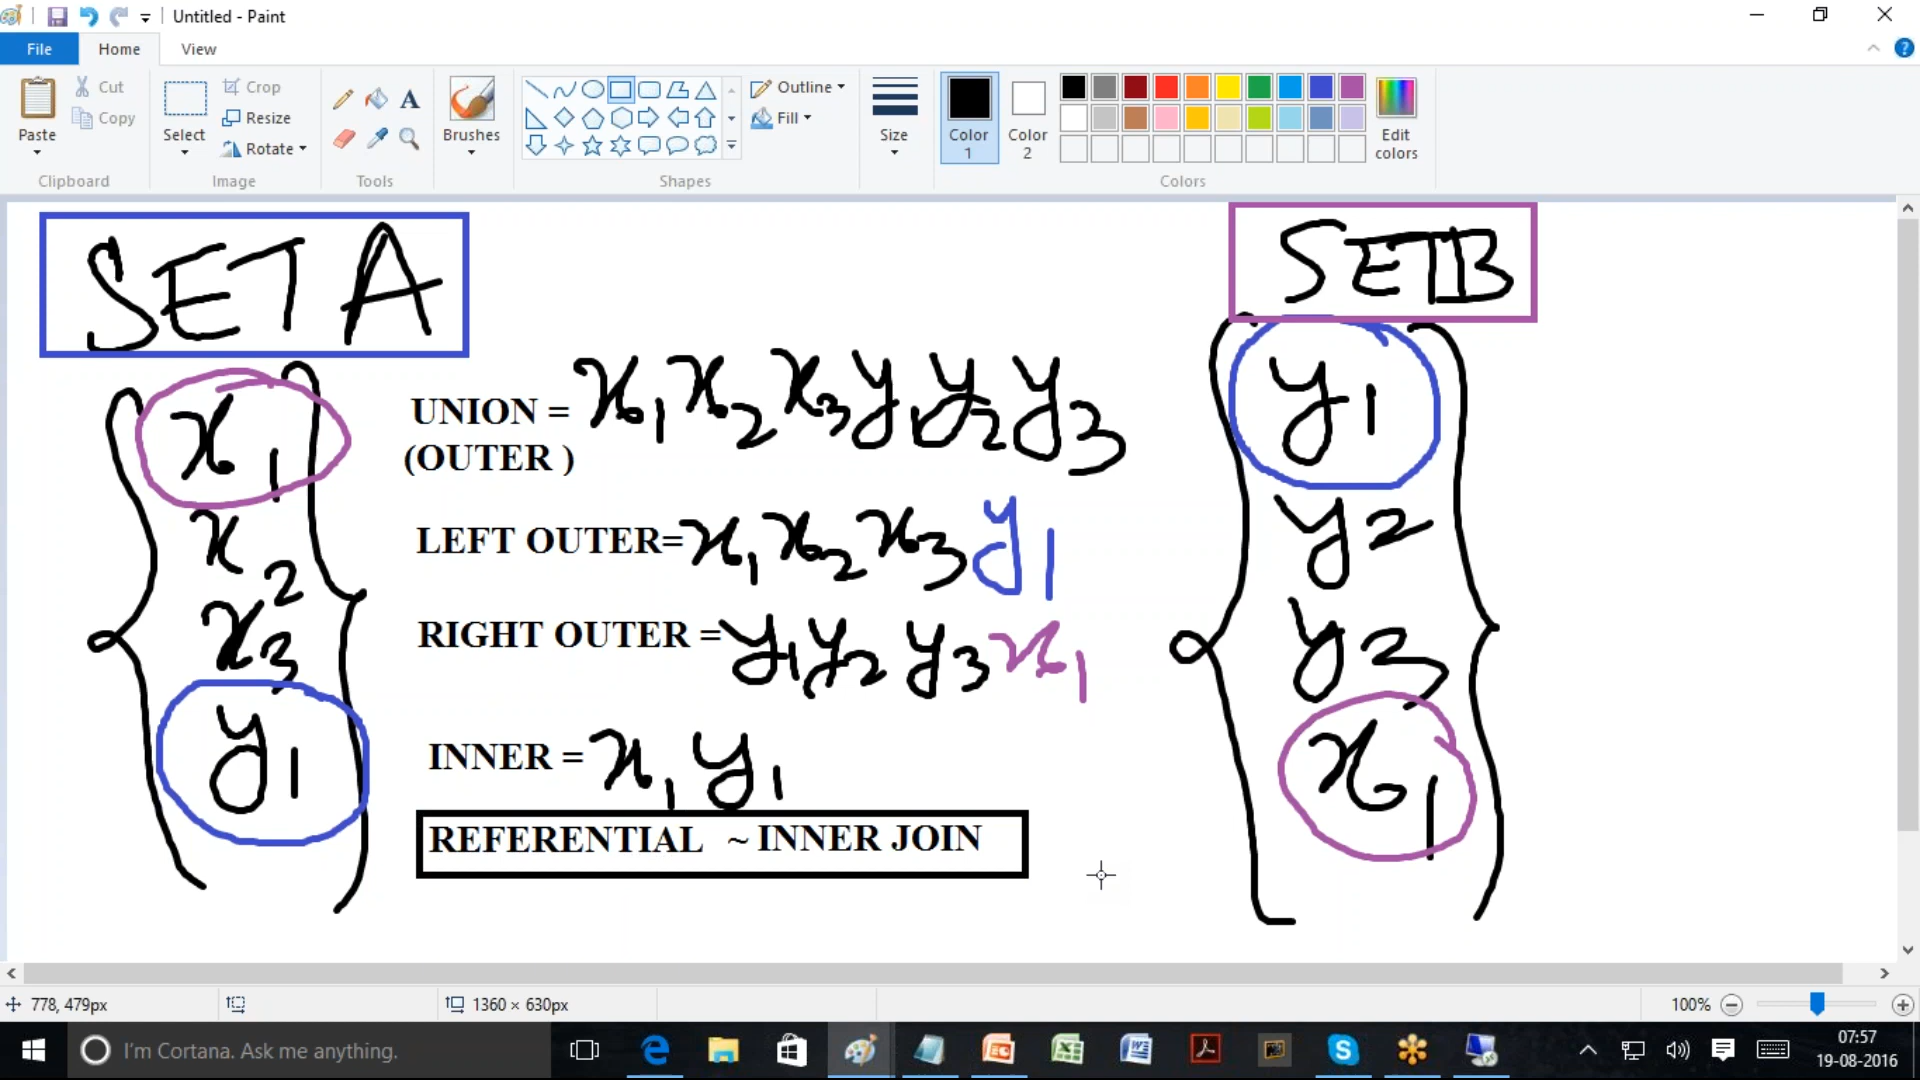 Untitled - Paint
File Home View
Paste
Cut
Copy
Clipboard
Select
Crop
Resize
Rotate
Image
Tools
Brushes
Shapes
Outline
Fill
Size
Color 1
Color 2
Edit colors
Colors
SET A
x1
x2
x3
y1
UNION = x1 x2 x3 y1 y2 y3
(OUTER )
LEFT OUTER= x1 x2 x3 y1
RIGHT OUTER = y1 y2 y3 x1
INNER = x1 y1
REFERENTIAL ~ INNER JOIN
SET B
y1
y2
y3
x1
778, 479px
1360 × 630px
100%
I'm Cortana. Ask me anything.
07:57
19-08-2016